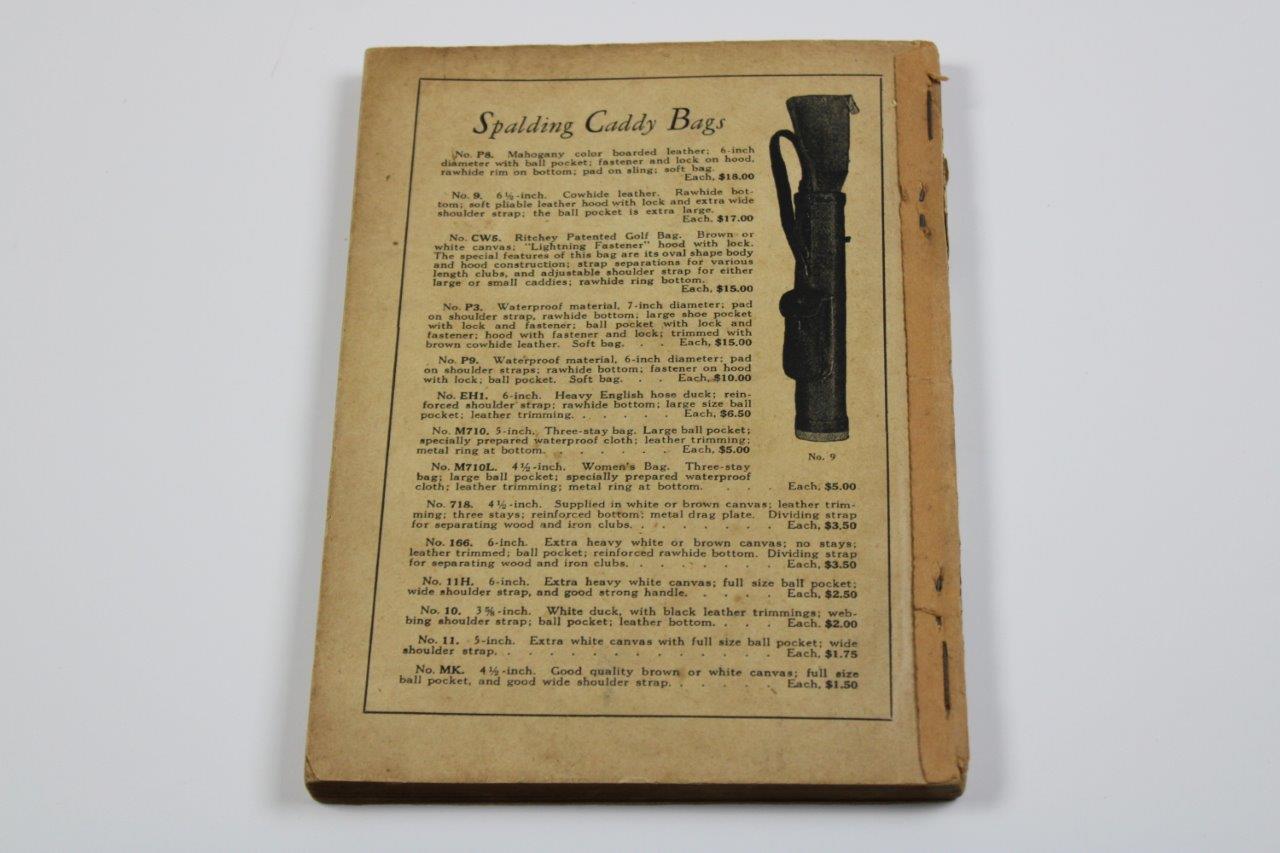 Spalding Caddy Bags
No. P8. Mahogany color boarded leather; 6-inch
diameter with ball pocket; fastener and lock on hood,
rawhide rim on bottom; pad on sling; soft bag.
Each, $18.00
No. 9. 6½-inch. Cowhide leather. Rawhide bot-
tom; soft pliable leather hood with lock and extra wide
shoulder strap; the ball pocket is extra large.
Each, $17.00
No. CW5. Ritchey Patented Golf Bag. Brown or
white canvas; "Lightning Fastener" hood with lock.
The special features of this bag are its oval shape body
and hood construction; strap separations for various
length clubs, and adjustable shoulder strap for either
large or small caddies; rawhide ring bottom.
Each, $15.00
No. P3. Waterproof material, 7-inch diameter; pad
on shoulder strap, rawhide bottom; large shoe pocket
with lock and fastener; ball pocket with lock and
fastener; hood with fastener and lock; trimmed with
brown cowhide leather. Soft bag. . . Each, $15.00
No. P9. Waterproof material, 6-inch diameter; pad
on shoulder straps; rawhide bottom; fastener on hood
with lock; ball pocket. Soft bag. . . Each, $10.00
No. EH1. 6-inch. Heavy English hose duck; rein-
forced shoulder strap; rawhide bottom; large size ball
pocket; leather trimming. . . . . . Each, $6.50
No. M710. 5-inch. Three-stay bag. Large ball pocket;
specially prepared waterproof cloth; leather trimming;
metal ring at bottom. . . . . . . Each, $5.00
No. 9
No. M710L. 4½-inch. Women's Bag. Three-stay
bag; large ball pocket; specially prepared waterproof
cloth; leather trimming; metal ring at bottom. . . . Each, $5.00
No. 718. 4½-inch. Supplied in white or brown canvas; leather trim-
ming; three stays; reinforced bottom; metal drag plate. Dividing strap
for separating wood and iron clubs. . . . . . . Each, $3.50
No. 166. 6-inch. Extra heavy white or brown canvas; no stays;
leather trimmed; ball pocket; reinforced rawhide bottom. Dividing strap
for separating wood and iron clubs. . . . . . . Each, $3.50
No. 11H. 6-inch. Extra heavy white canvas; full size ball pocket;
wide shoulder strap, and good strong handle. . . . . Each, $2.50
No. 10. 3⅝-inch. White duck, with black leather trimmings; web-
bing shoulder strap; ball pocket; leather bottom. . . . Each. $2.00
No. 11. 5-inch. Extra white canvas with full size ball pocket; wide
shoulder strap. . . . . . . . . . . . Each, $1.75
No. MK. 4½-inch. Good quality brown or white canvas; full size
ball pocket, and good wide shoulder strap. . . . . . Each, $1.50